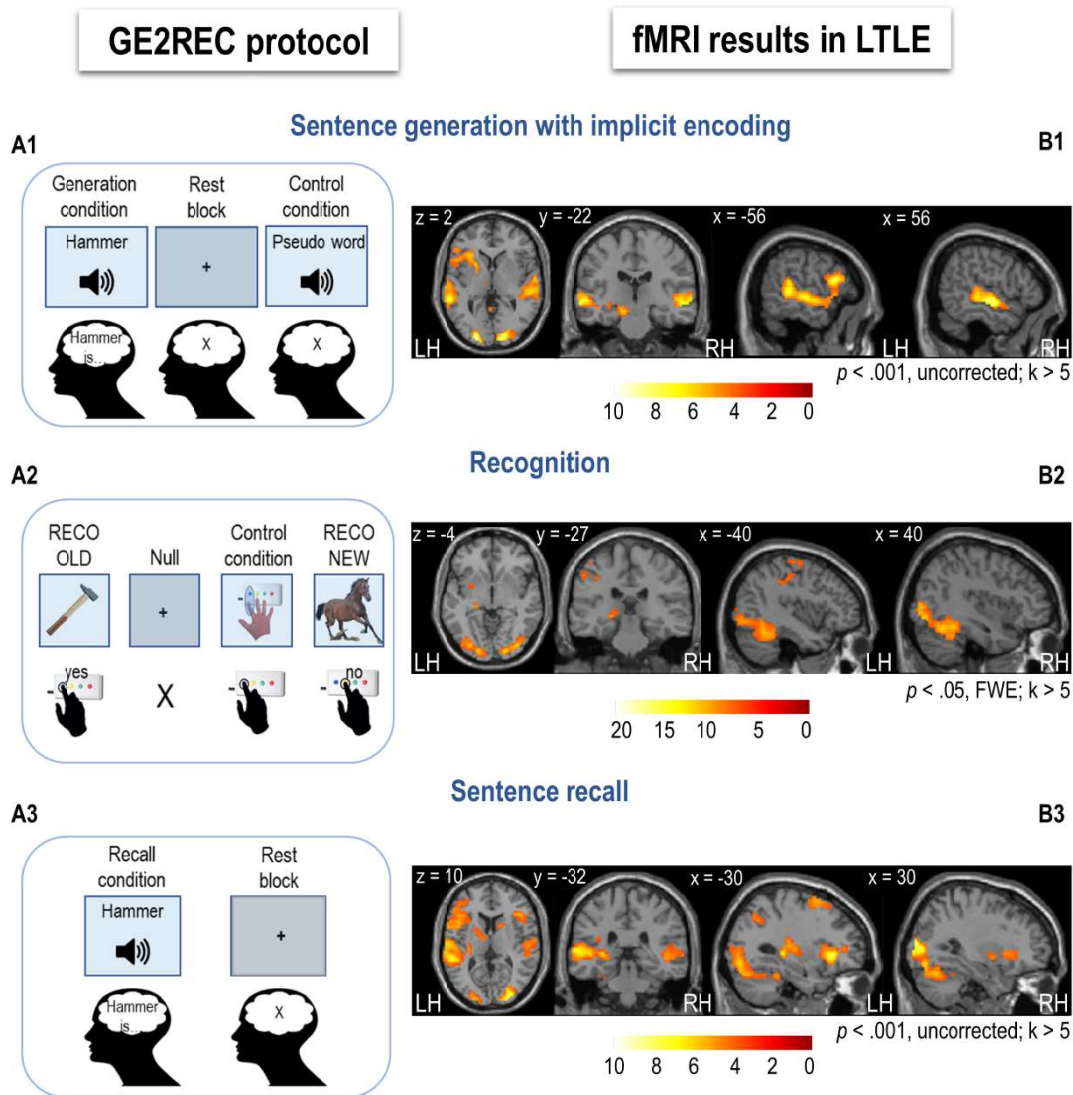 GE2REC protocol
fMRI results in LTLE
Sentence generation with implicit encoding
A1
B1
Generation
condition
Rest
block
Control
condition
Hammer
+
Pseudo word
Hammer
is...
X
X
z = 2
y = -22
x = -56
x = 56
LH
RH
LH
RH
p < .001, uncorrected; k > 5
10 8 6 4 2 0
Recognition
A2
B2
RECO
OLD
Null
Control
condition
RECO
NEW
+
yes
X
no
z = -4
y = -27
x = -40
x = 40
LH
RH
LH
RH
p < .05, FWE; k > 5
20 15 10 5 0
Sentence recall
A3
B3
Recall
condition
Rest
block
Hammer
+
Hammer
is...
X
z = 10
y = -32
x = -30
x = 30
LH
RH
LH
RH
p < .001, uncorrected; k > 5
10 8 6 4 2 0